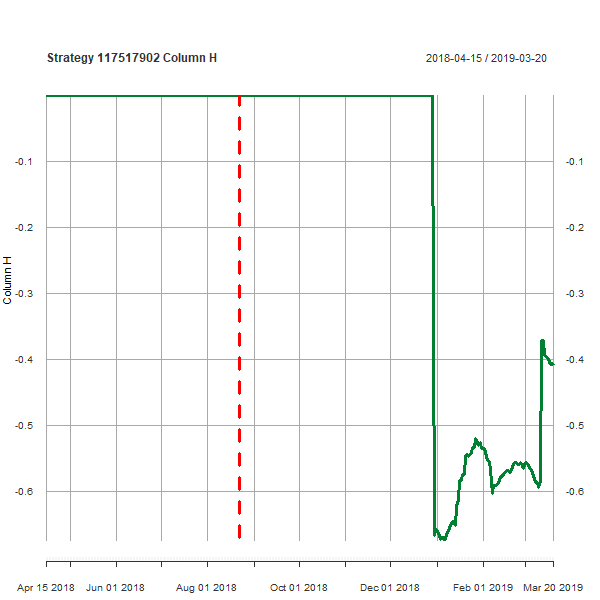 Strategy 117517902 Column H
2018-04-15 / 2019-03-20
-0.1 -0.1
-0.2 -0.2
-0.3 -0.3
Column H
-0.4 -0.4
-0.5 -0.5
-0.6 -0.6
Apr 15 2018 Jun 01 2018 Aug 01 2018 Oct 01 2018 Dec 01 2018 Feb 01 2019 Mar 20 2019